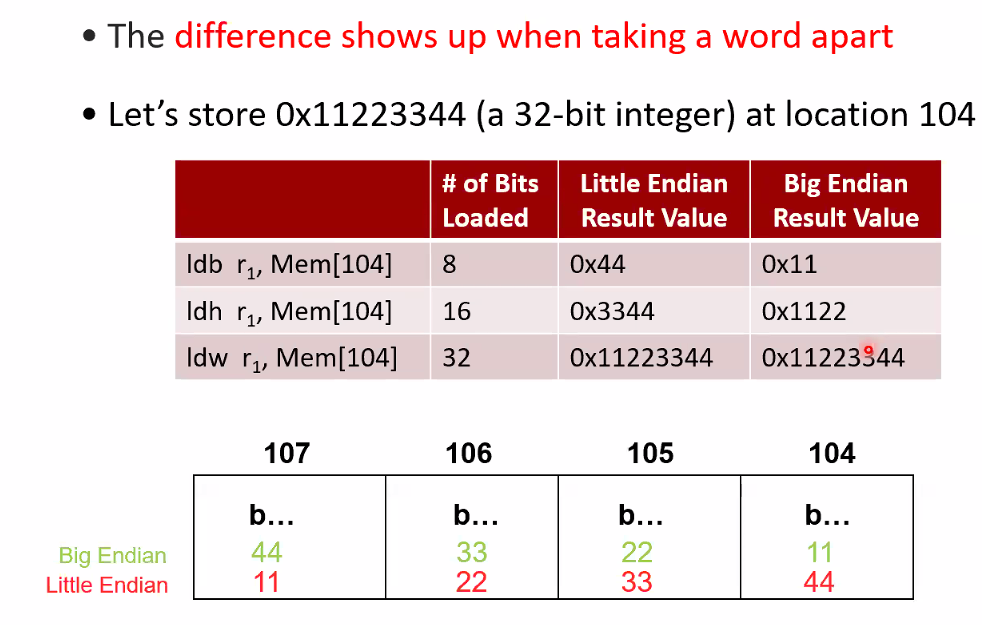 • The difference shows up when taking a word apart
• Let's store 0x11223344 (a 32-bit integer) at location 104
# of Bits Loaded Little Endian Result Value Big Endian Result Value
ldb r₁, Mem[104] 8 0x44 0x11
ldh r₁, Mem[104] 16 0x3344 0x1122
ldw r₁, Mem[104] 32 0x11223344 0x11223344
107 106 105 104
b... b... b... b...
Big Endian 44 33 22 11
Little Endian 11 22 33 44